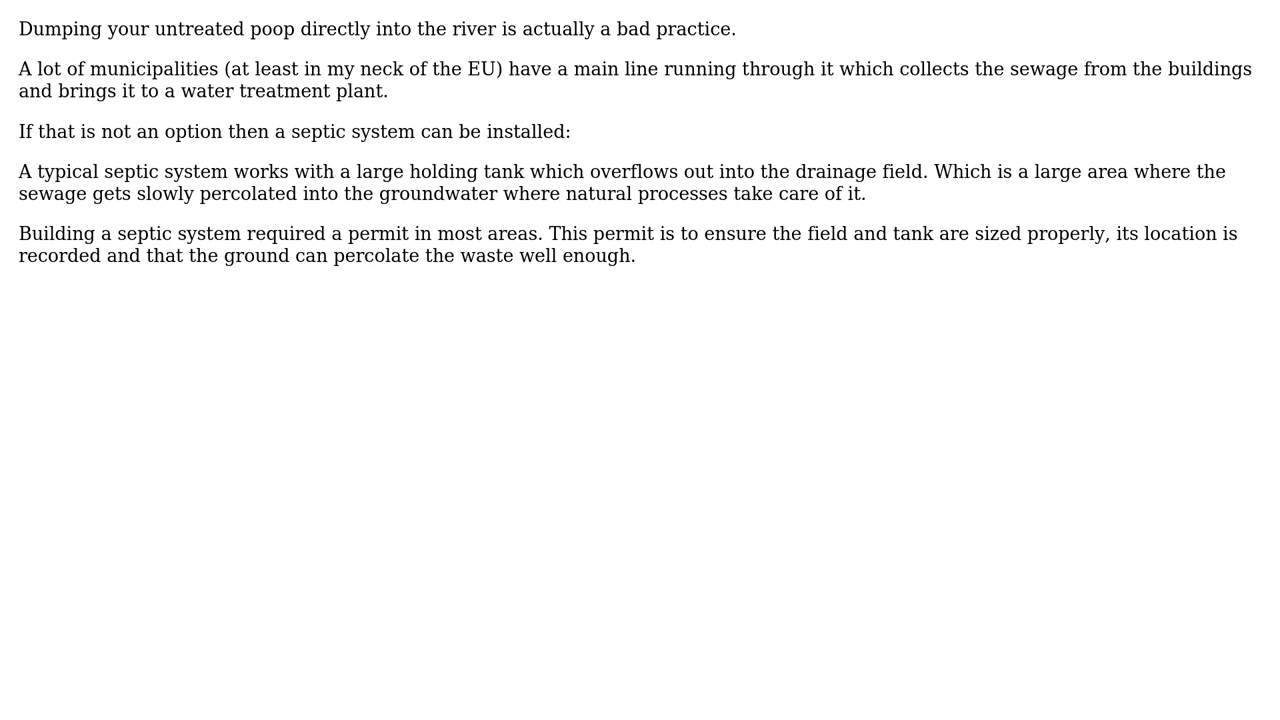 Dumping your untreated poop directly into the river is actually a bad practice.
A lot of municipalities (at least in my neck of the EU) have a main line running through it which collects the sewage from the buildings
and brings it to a water treatment plant.
If that is not an option then a septic system can be installed:
A typical septic system works with a large holding tank which overflows out into the drainage field. Which is a large area where the
sewage gets slowly percolated into the groundwater where natural processes take care of it.
Building a septic system required a permit in most areas. This permit is to ensure the field and tank are sized properly, its location is
recorded and that the ground can percolate the waste well enough.